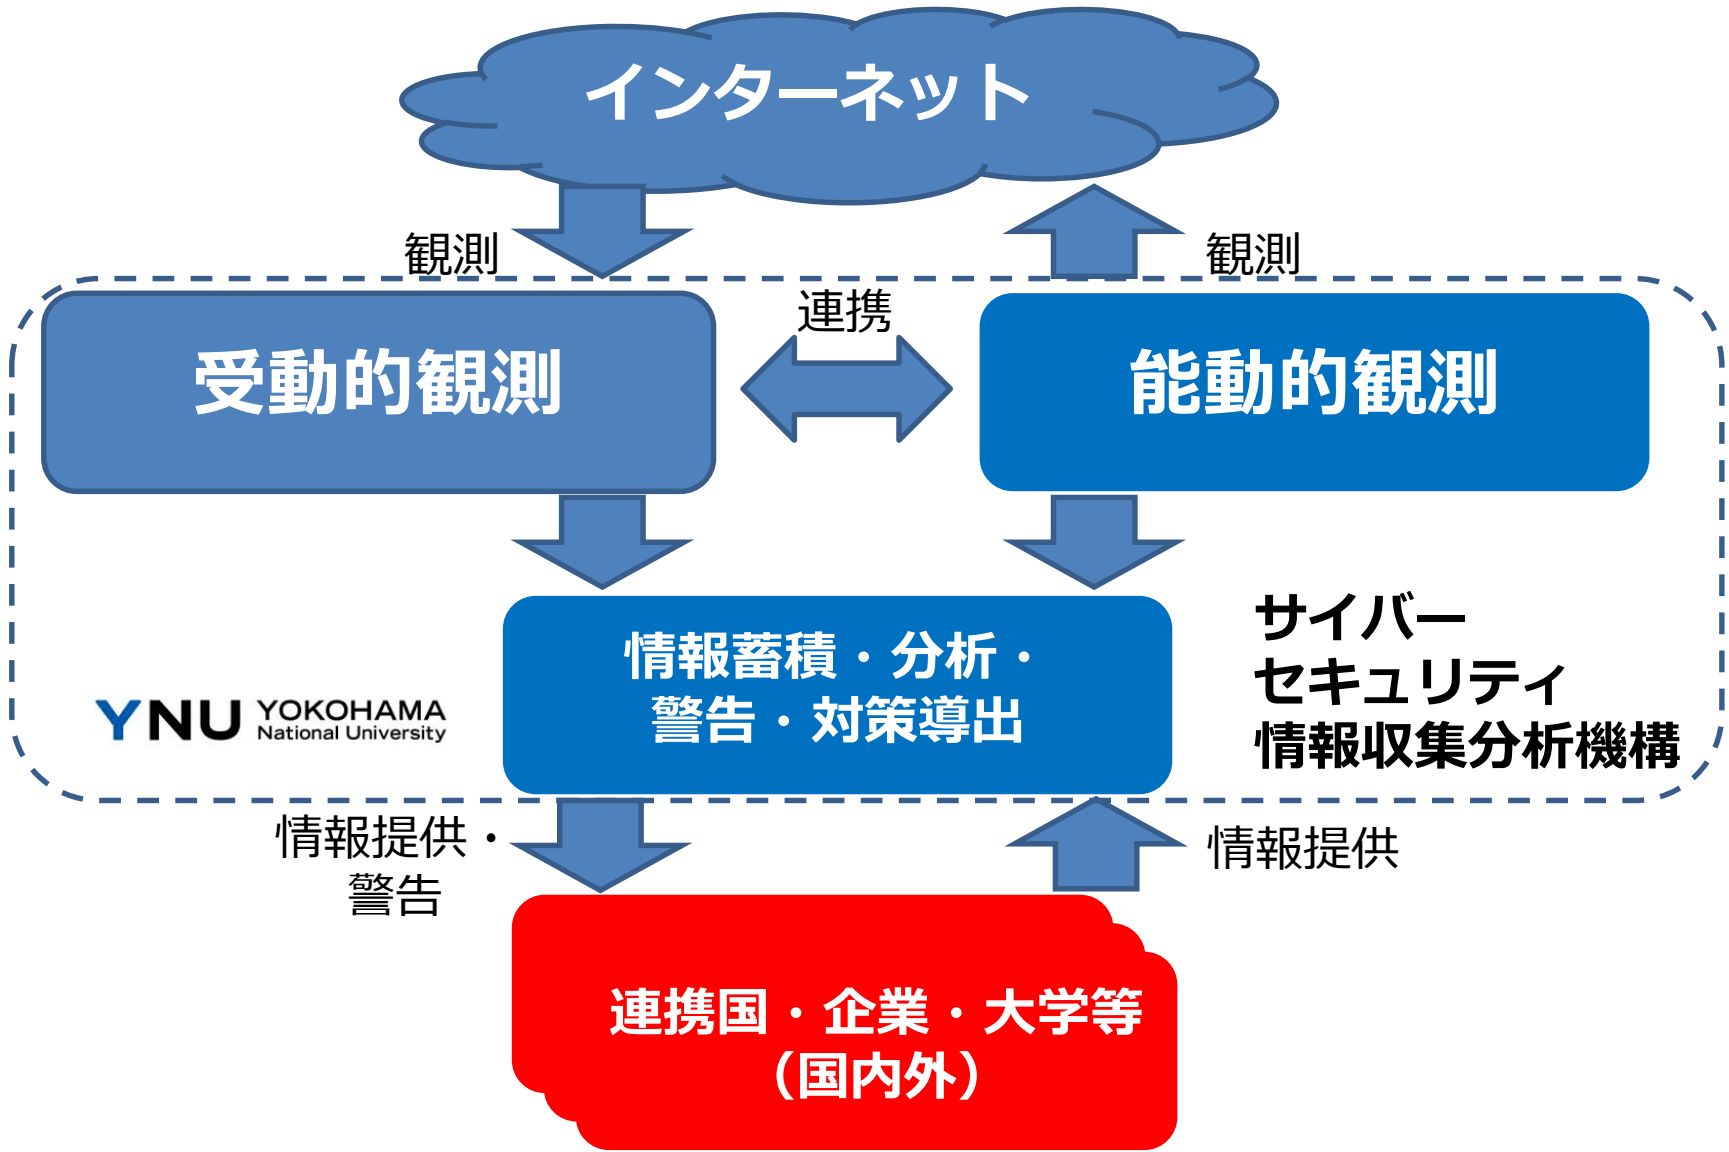 インターネット
観測
観測
連携
受動的観測
能動的観測
情報蓄積・分析・
警告・対策導出
サイバー
セキュリティ
情報収集分析機構
YNU YOKOHAMA
National University
情報提供・
警告
情報提供
連携国・企業・大学等
（国内外）